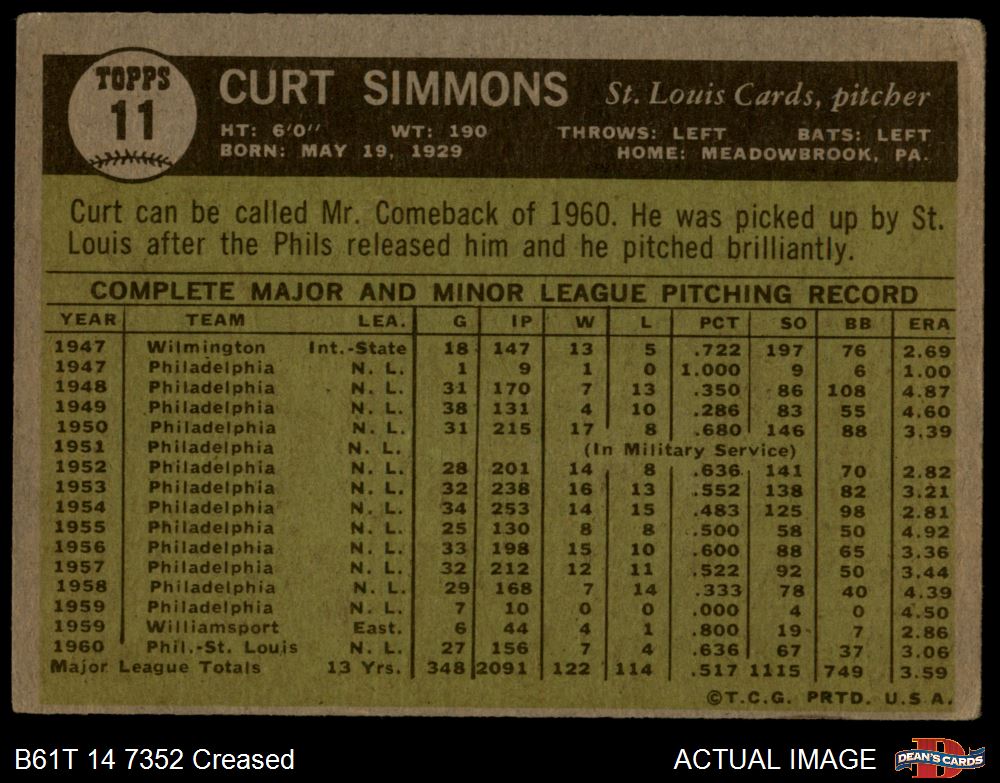 TOPPS
11
CURT SIMMONS St. Louis Cards, pitcher
HT: 6'0" WT: 190 THROWS: LEFT BATS: LEFT
BORN: MAY 19, 1929 HOME: MEADOWBROOK, PA.
Curt can be called Mr. Comeback of 1960. He was picked up by St.
Louis after the Phils released him and he pitched brilliantly.
COMPLETE MAJOR AND MINOR LEAGUE PITCHING RECORD
YEAR TEAM LEA. G IP W L PCT SO BB ERA
1947 Wilmington Int.-State 18 147 13 5 .722 197 76 2.69
1947 Philadelphia N. L. 1 9 1 0 1.000 9 6 1.00
1948 Philadelphia N. L. 31 170 7 13 .350 86 108 4.87
1949 Philadelphia N. L. 38 131 4 10 .286 83 55 4.60
1950 Philadelphia N. L. 31 215 17 8 .680 146 88 3.39
1951 Philadelphia N. L. (In Military Service)
1952 Philadelphia N. L. 28 201 14 8 .636 141 70 2.82
1953 Philadelphia N. L. 32 238 16 13 .552 138 82 3.21
1954 Philadelphia N. L. 34 253 14 15 .483 125 98 2.81
1955 Philadelphia N. L. 25 130 8 8 .500 58 50 4.92
1956 Philadelphia N. L. 33 198 15 10 .600 88 65 3.36
1957 Philadelphia N. L. 32 212 12 11 .522 92 50 3.44
1958 Philadelphia N. L. 29 168 7 14 .333 78 40 4.39
1959 Philadelphia N. L. 7 10 0 0 .000 4 0 4.50
1959 Williamsport East. 6 44 4 1 .800 19 7 2.86
1960 Phil.-St. Louis N. L. 27 156 7 4 .636 67 37 3.06
Major League Totals 13 Yrs. 348 2091 122 114 .517 1115 749 3.59
©T.C.G. PRTD. U.S.A.
B61T 14 7352 Creased ACTUAL IMAGE
D
DEAN'S CARDS